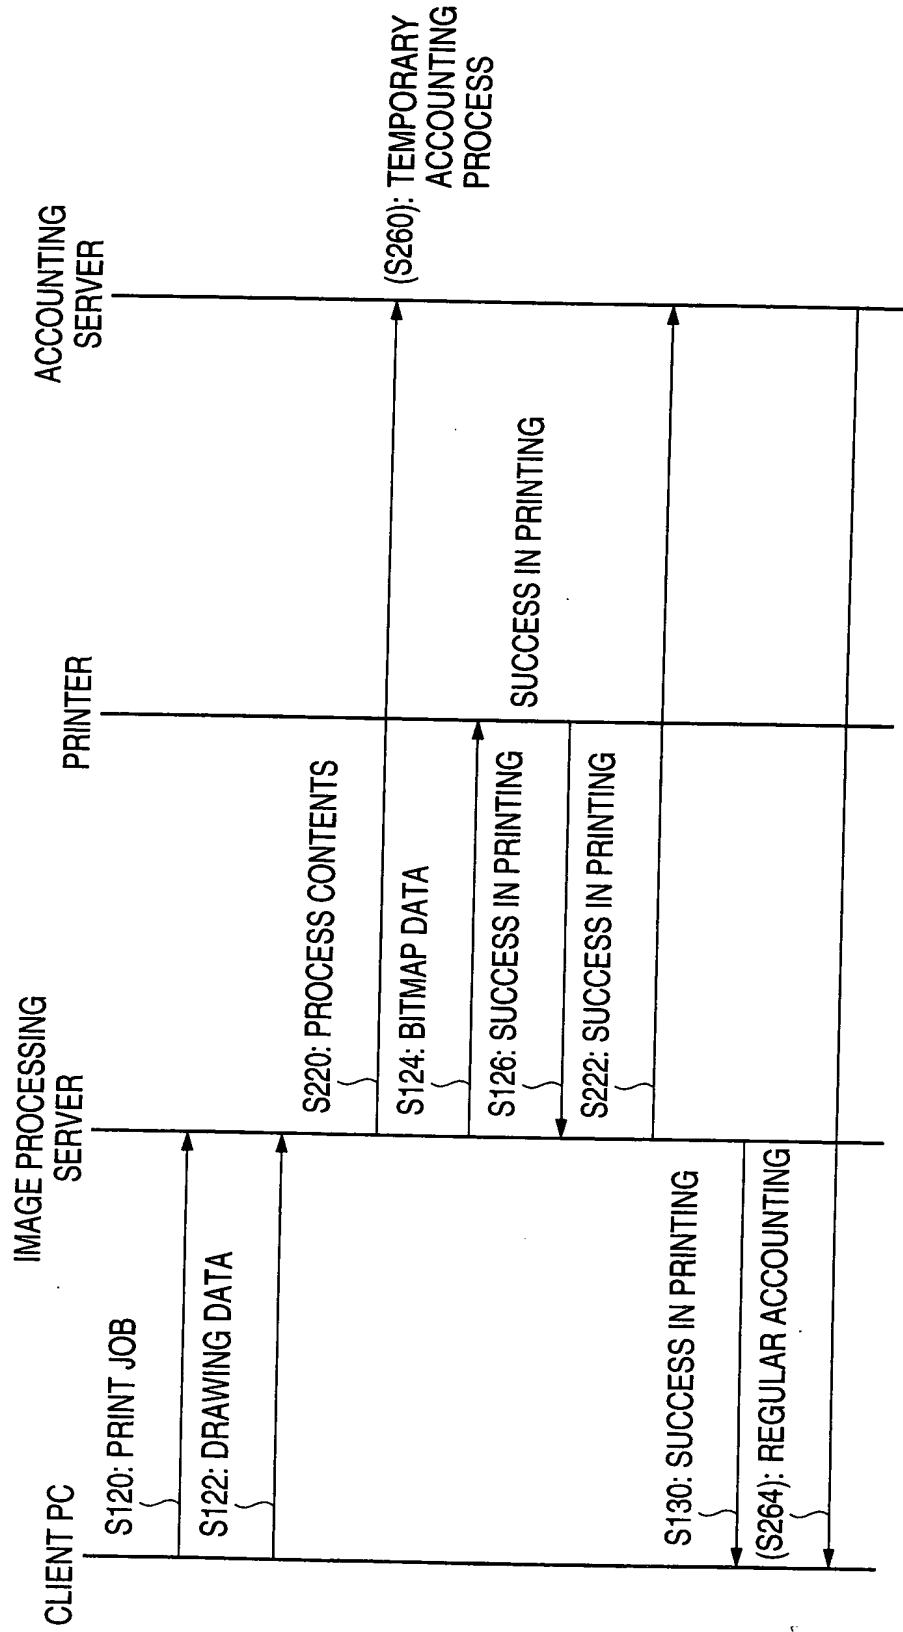 CLIENT PC
IMAGE PROCESSING
SERVER
PRINTER
ACCOUNTING
SERVER
S120: PRINT JOB
S122: DRAWING DATA
S220: PROCESS CONTENTS
(S260): TEMPORARY
ACCOUNTING
PROCESS
S124: BITMAP DATA
SUCCESS IN PRINTING
S126: SUCCESS IN PRINTING
S222: SUCCESS IN PRINTING
S130: SUCCESS IN PRINTING
(S264): REGULAR ACCOUNTING